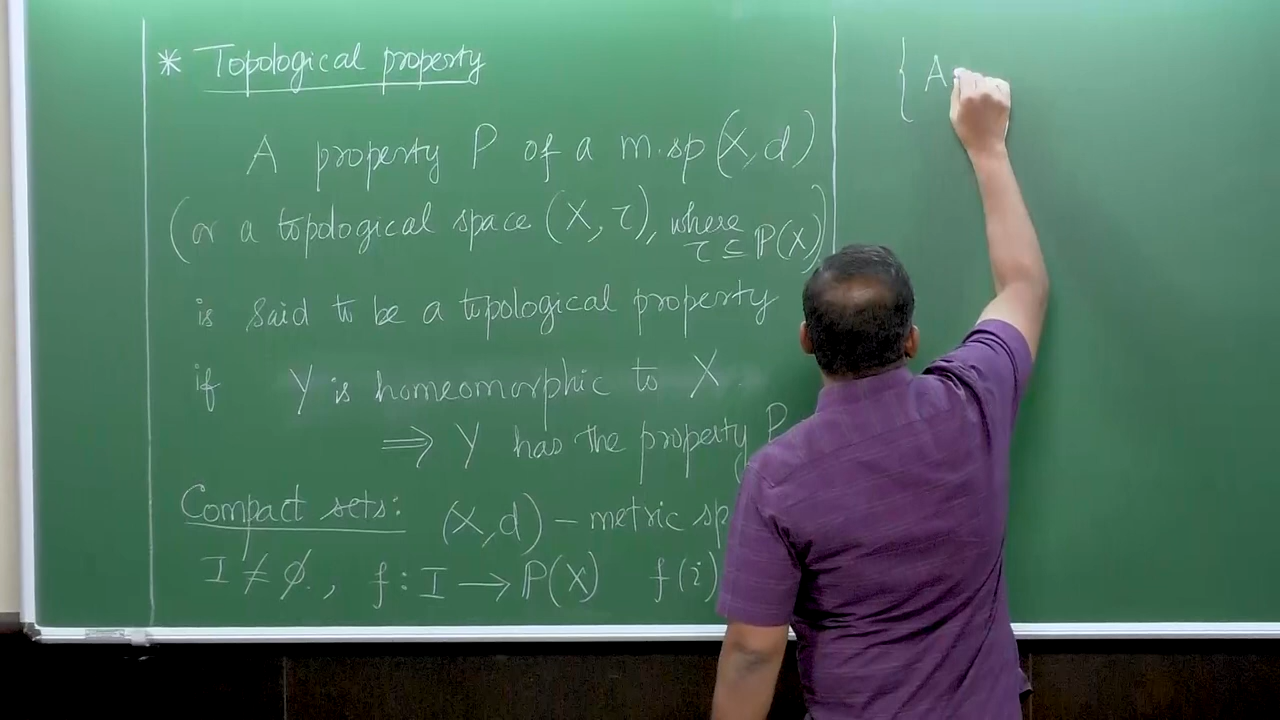 * Topological property
A property P of a m.sp (X, d)
(or a topological space (X, τ), where τ ⊆ P(X))
is said to be a topological property
if Y is homeomorphic to X
⟹ Y has the property P
Compact sets: (X, d) – metric sp
I ≠ ∅, f : I ⟶ P(X) f(i)
{ A